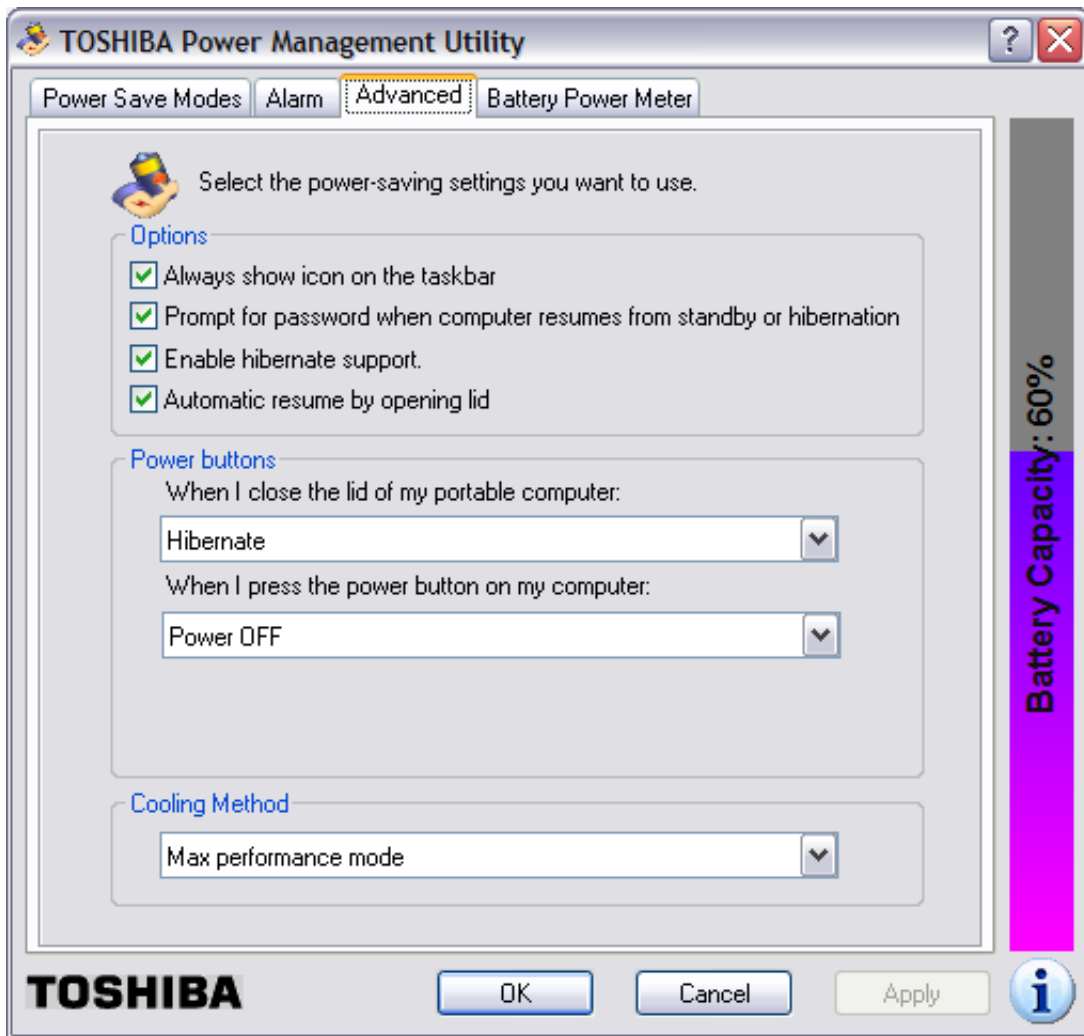 TOSHIBA Power Management Utility
?
Power Save Modes Alarm Advanced Battery Power Meter
Select the power-saving settings you want to use.
Options
Always show icon on the taskbar
Prompt for password when computer resumes from standby or hibernation
Enable hibernate support.
Automatic resume by opening lid
Power buttons
When I close the lid of my portable computer:
Hibernate
When I press the power button on my computer:
Power OFF
Cooling Method
Max performance mode
Battery Capacity: 60%
TOSHIBA OK Cancel Apply i